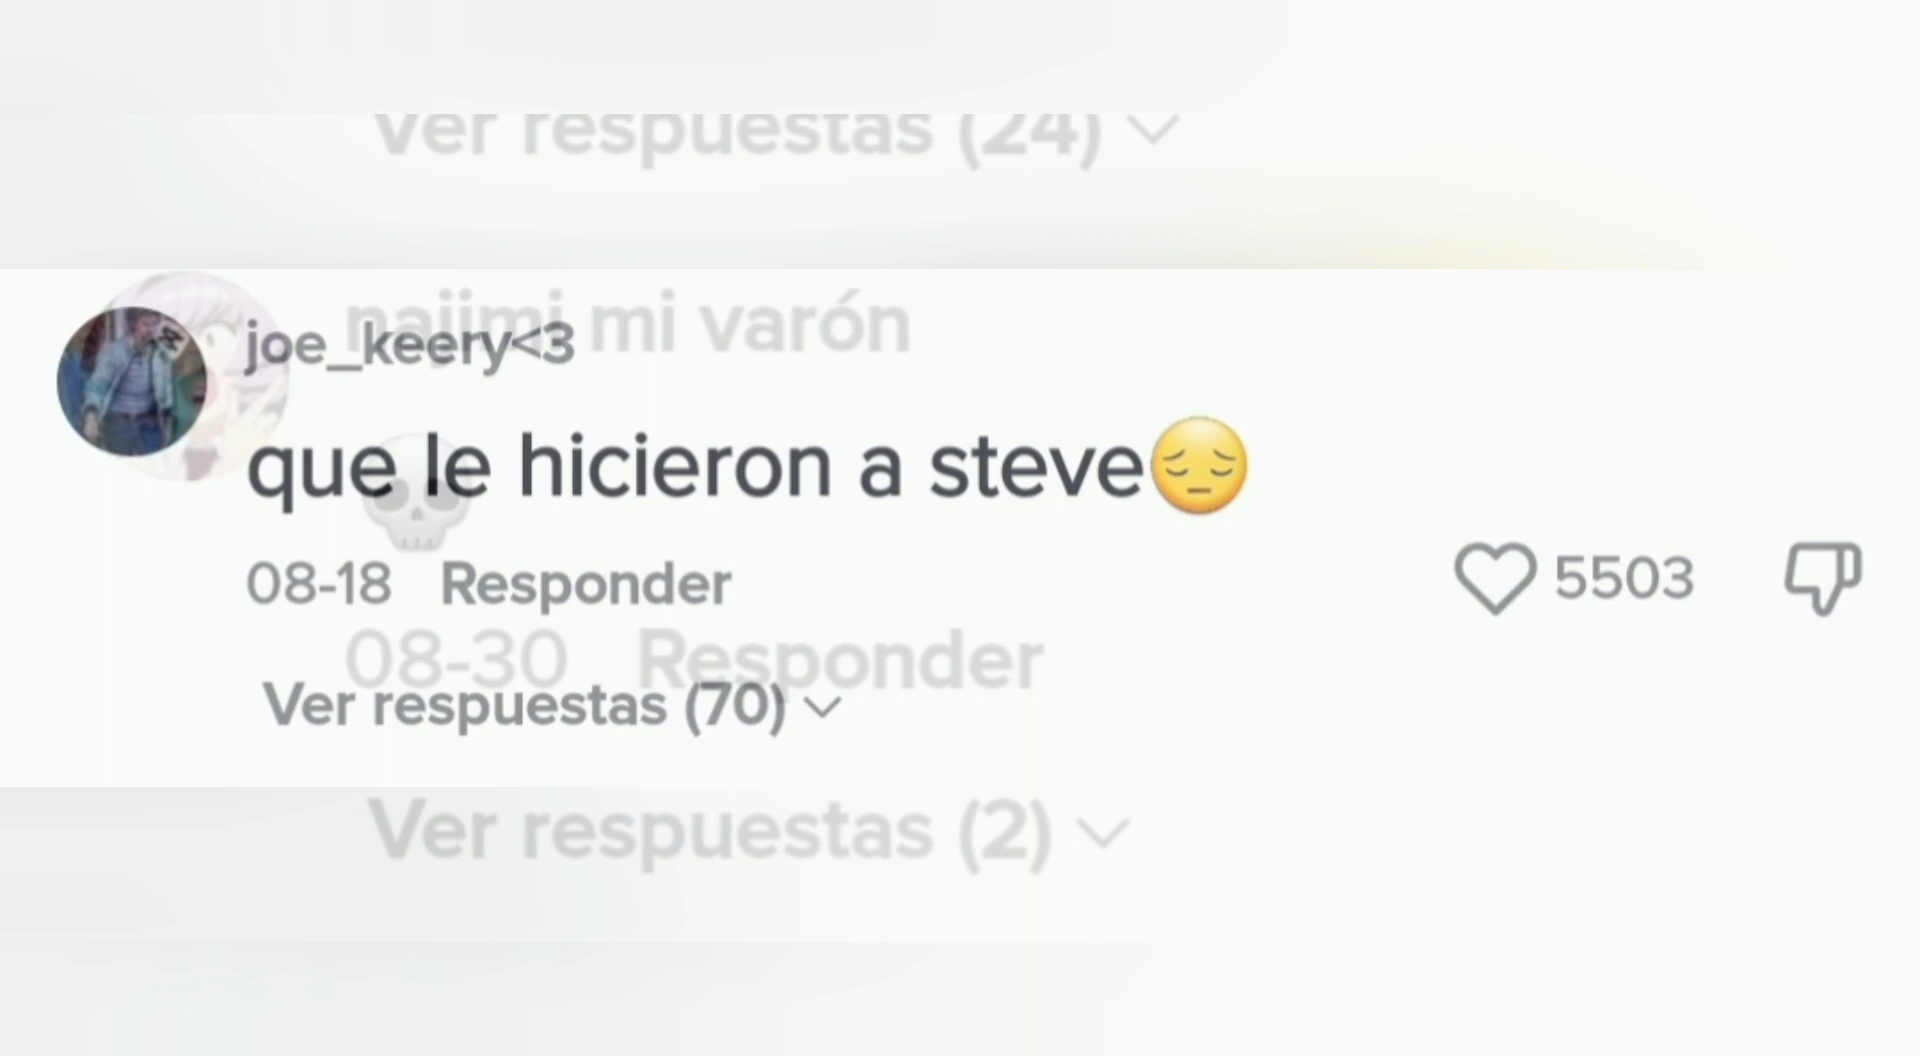 Ver respuestas (24)
najimi mi varón
joe_keery<3
que le hicieron a steve😔
💀
08-18 Responder
5503
08-30 Responder
Ver respuestas (70)
Ver respuestas (2)